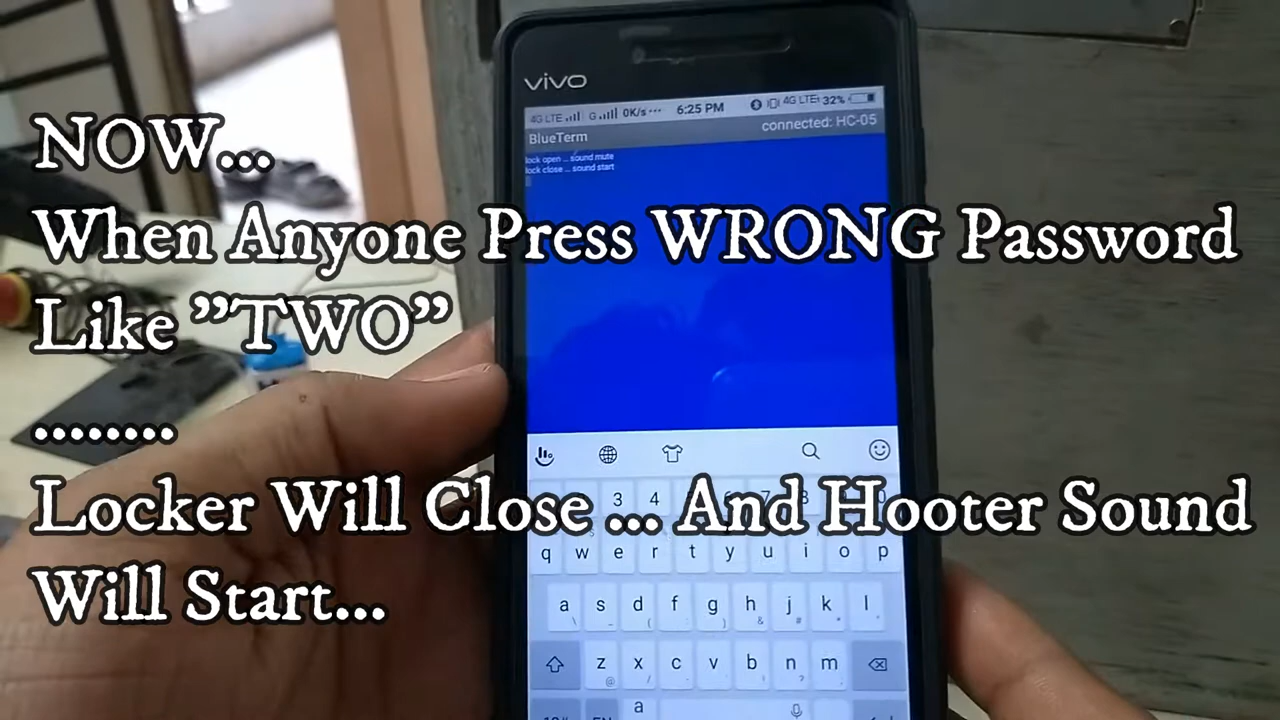 vivo
4G LTE G 0K/s... 6:25 PM 4G LTE 32%
BlueTerm connected: HC-05
lock open .. sound mute
lock close ... sound start
NOW...
When Anyone Press WRONG Password
Like "TWO"
........
Locker Will Close ... And Hooter Sound
Will Start...
3 4
q w e r t y u i o p
a s d f g h j k l
z x c v b n m
a